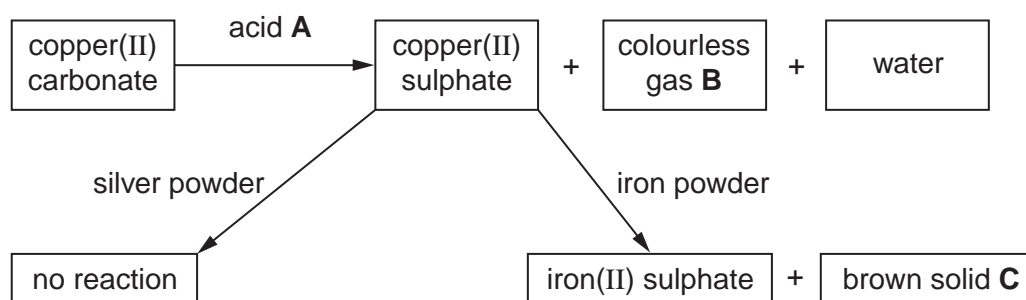 acid A
copper(II)
carbonate
copper(II)
sulphate
+
colourless
gas B
+
water
silver powder
iron powder
no reaction
iron(II) sulphate
+
brown solid C